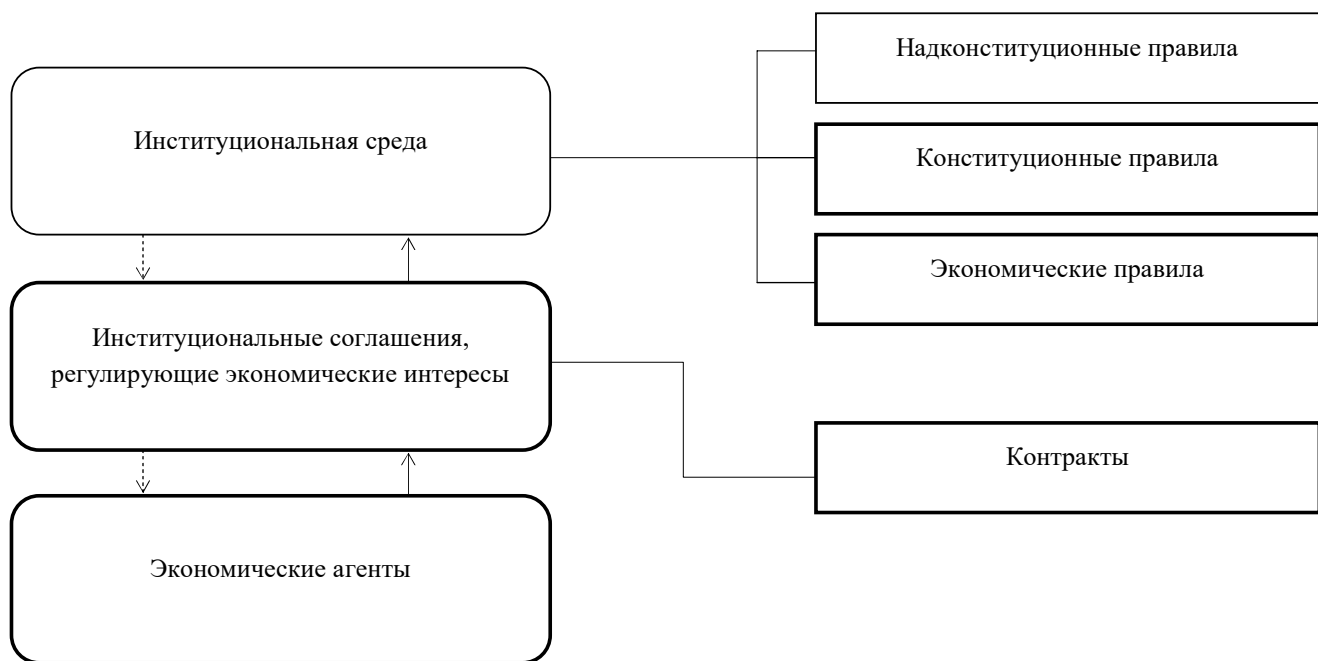 Надконституционные правила
Институциональная среда
Конституционные правила
Экономические правила
Институциональные соглашения,
регулирующие экономические интересы
Контракты
Экономические агенты